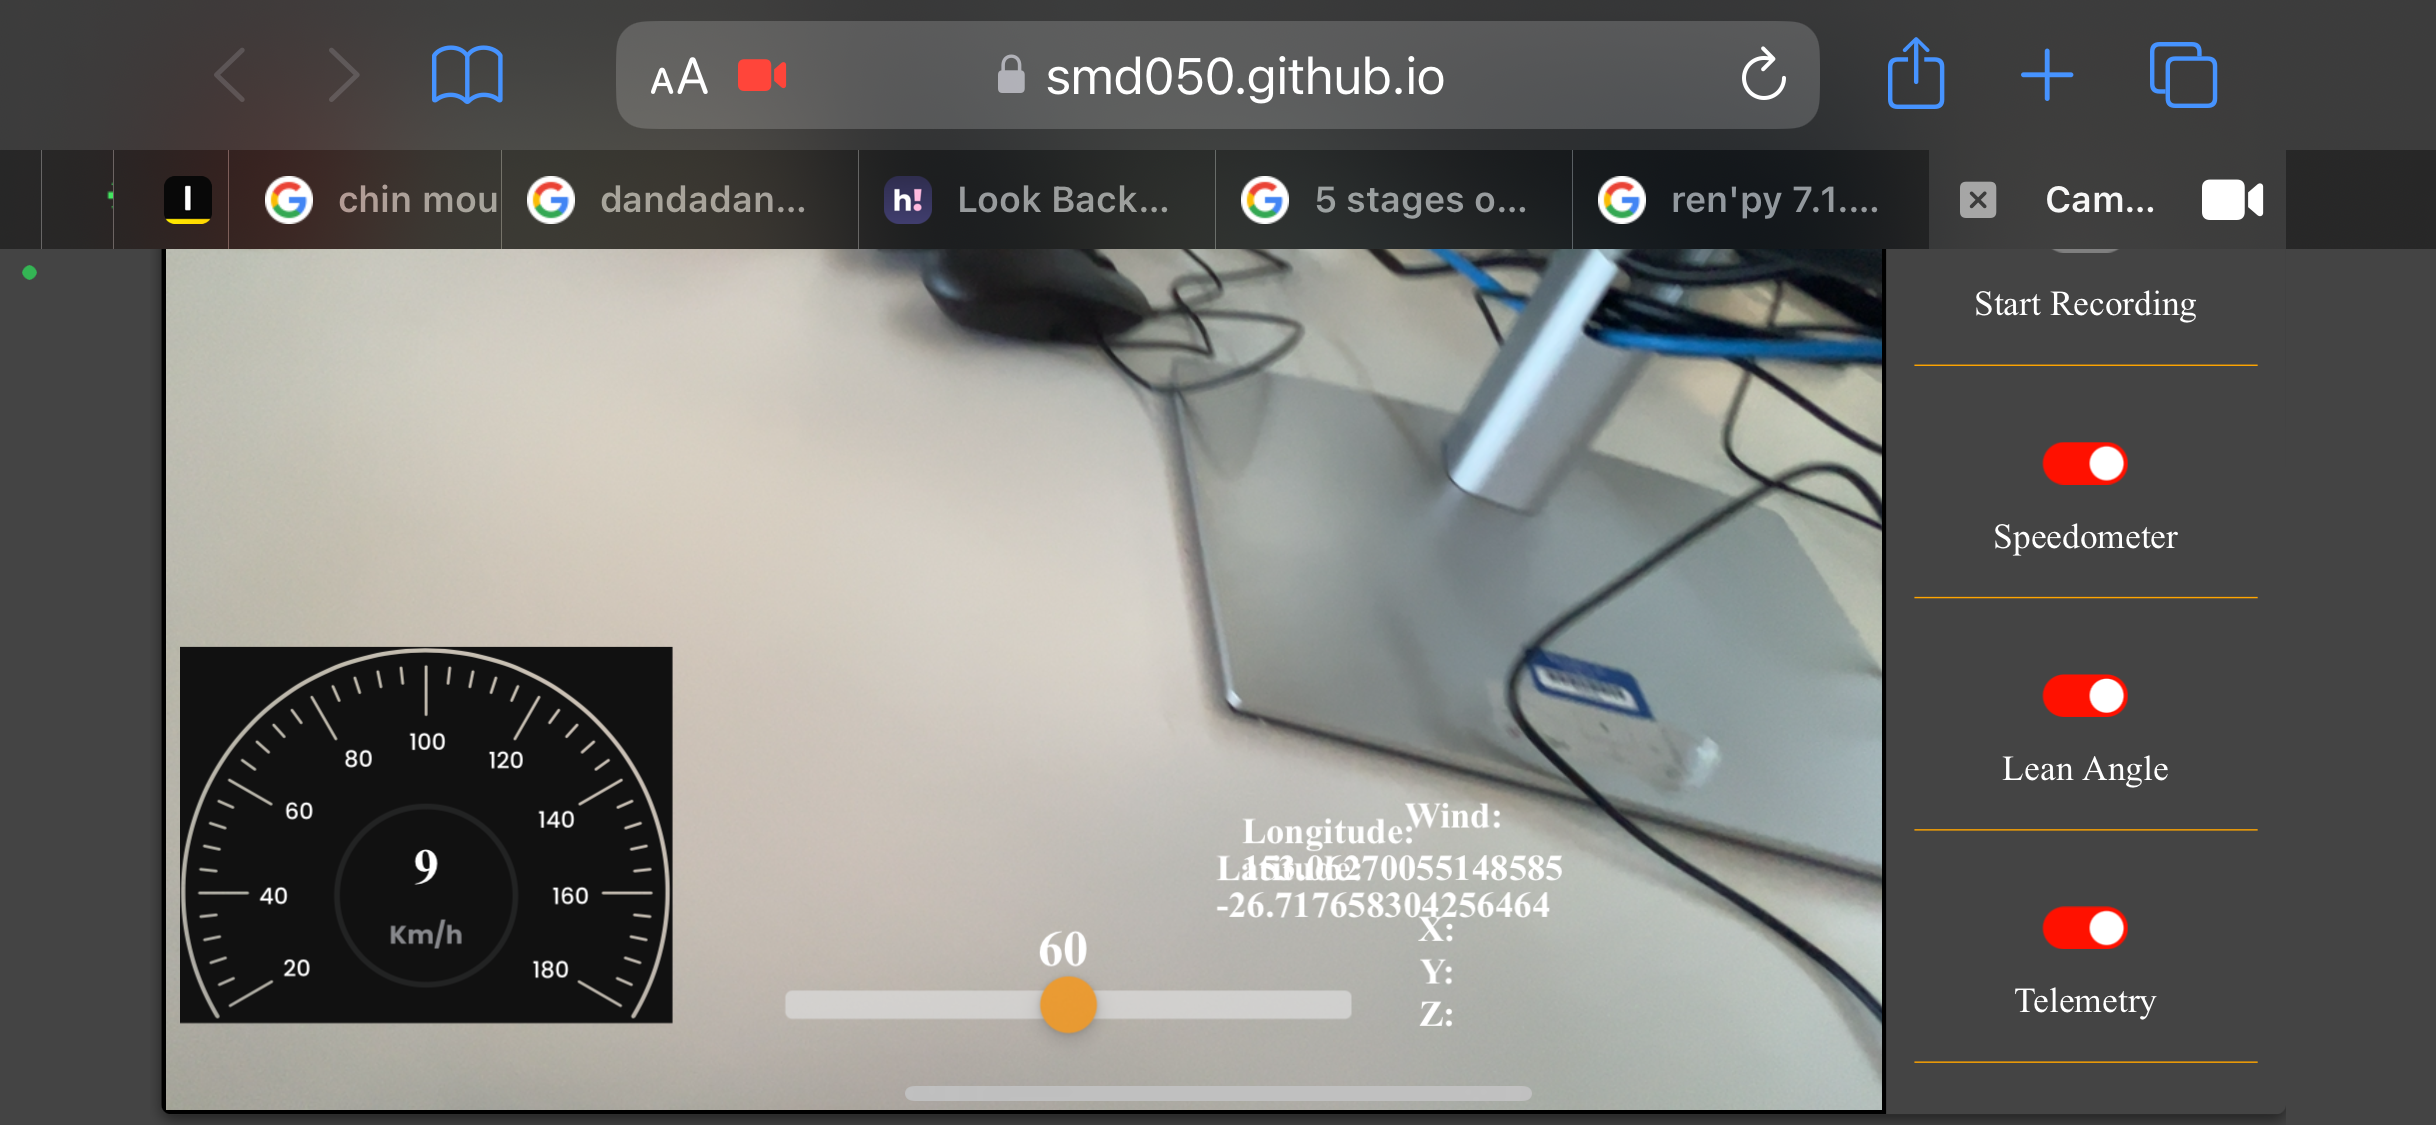 AA
smd050.github.io
I
chin mou
dandadan...
h!
Look Back...
5 stages o...
ren'py 7.1....
Cam...
Start Recording
Speedometer
Lean Angle
Telemetry
20
40
60
80
100
120
140
160
180
9
Km/h
60
Wind:
Longitude:
153.06270055148585
Latitude:
-26.717658304256464
X:
Y:
Z: